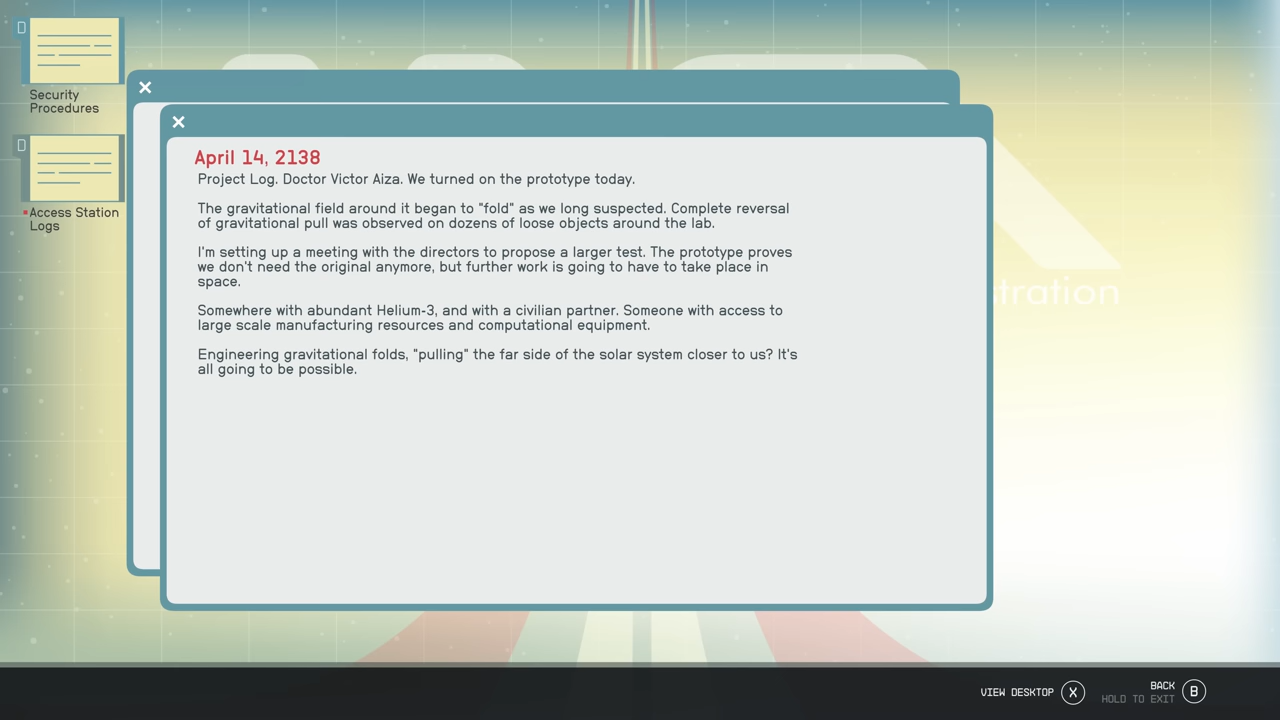 D
Security
Procedures
D
Access Station
Logs
April 14, 2138
Project Log. Doctor Victor Aiza. We turned on the prototype today.
The gravitational field around it began to "fold" as we long suspected. Complete reversal
of gravitational pull was observed on dozens of loose objects around the lab.
I'm setting up a meeting with the directors to propose a larger test. The prototype proves
we don't need the original anymore, but further work is going to have to take place in
space.
Somewhere with abundant Helium-3, and with a civilian partner. Someone with access to
large scale manufacturing resources and computational equipment.
Engineering gravitational folds, "pulling" the far side of the solar system closer to us? It's
all going to be possible.
stration
VIEW DESKTOP X
BACK
HOLD TO EXIT B